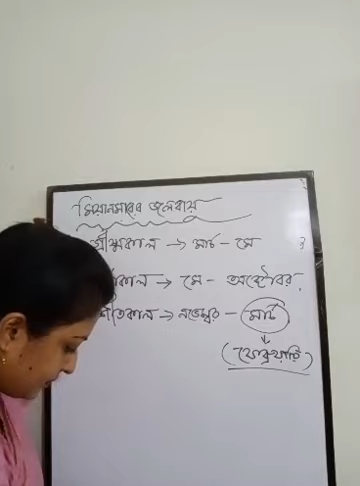 মিয়ানমারের জলবায়ু
গ্রীষ্মকাল → মার্চ - মে
কাল → মে - অক্টোবর
শীতকাল → নভেম্বর - মার্চ
(ফেব্রুয়ারি)